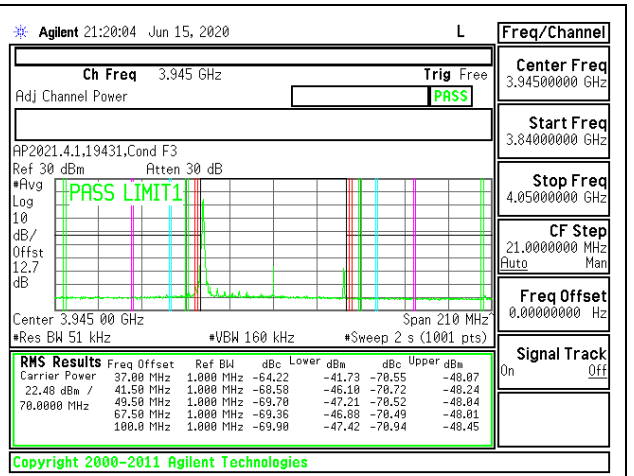 Agilent 21:20:04 Jun 15, 2020 L
Freq/Channel
Ch Freq 3.945 GHz Trig Free
Adj Channel Power PASS
AP2021.4.1,19431,Cond F3
Ref 30 dBm Atten 30 dB
#Avg
Log
10
dB/
Offst
12.7
dB
PASS LIMIT1
Center 3.945 00 GHz Span 210 MHz
#Res BW 51 kHz #VBW 160 kHz #Sweep 2 s (1001 pts)
RMS Results Freq Offset Ref BW dBc Lower dBm dBc Upper dBm
Carrier Power 37.00 MHz 1.000 MHz -64.22 -41.73 -70.55 -48.07
22.48 dBm / 41.50 MHz 1.000 MHz -68.58 -46.10 -70.72 -48.24
70.0000 MHz 49.50 MHz 1.000 MHz -69.70 -47.21 -70.52 -48.04
67.50 MHz 1.000 MHz -69.36 -46.88 -70.49 -48.01
100.0 MHz 1.000 MHz -69.90 -47.42 -70.94 -48.45
Copyright 2000-2011 Agilent Technologies
Center Freq
3.94500000 GHz
Start Freq
3.84000000 GHz
Stop Freq
4.05000000 GHz
CF Step
21.0000000 MHz
Auto Man
Freq Offset
0.00000000 Hz
Signal Track
On Off